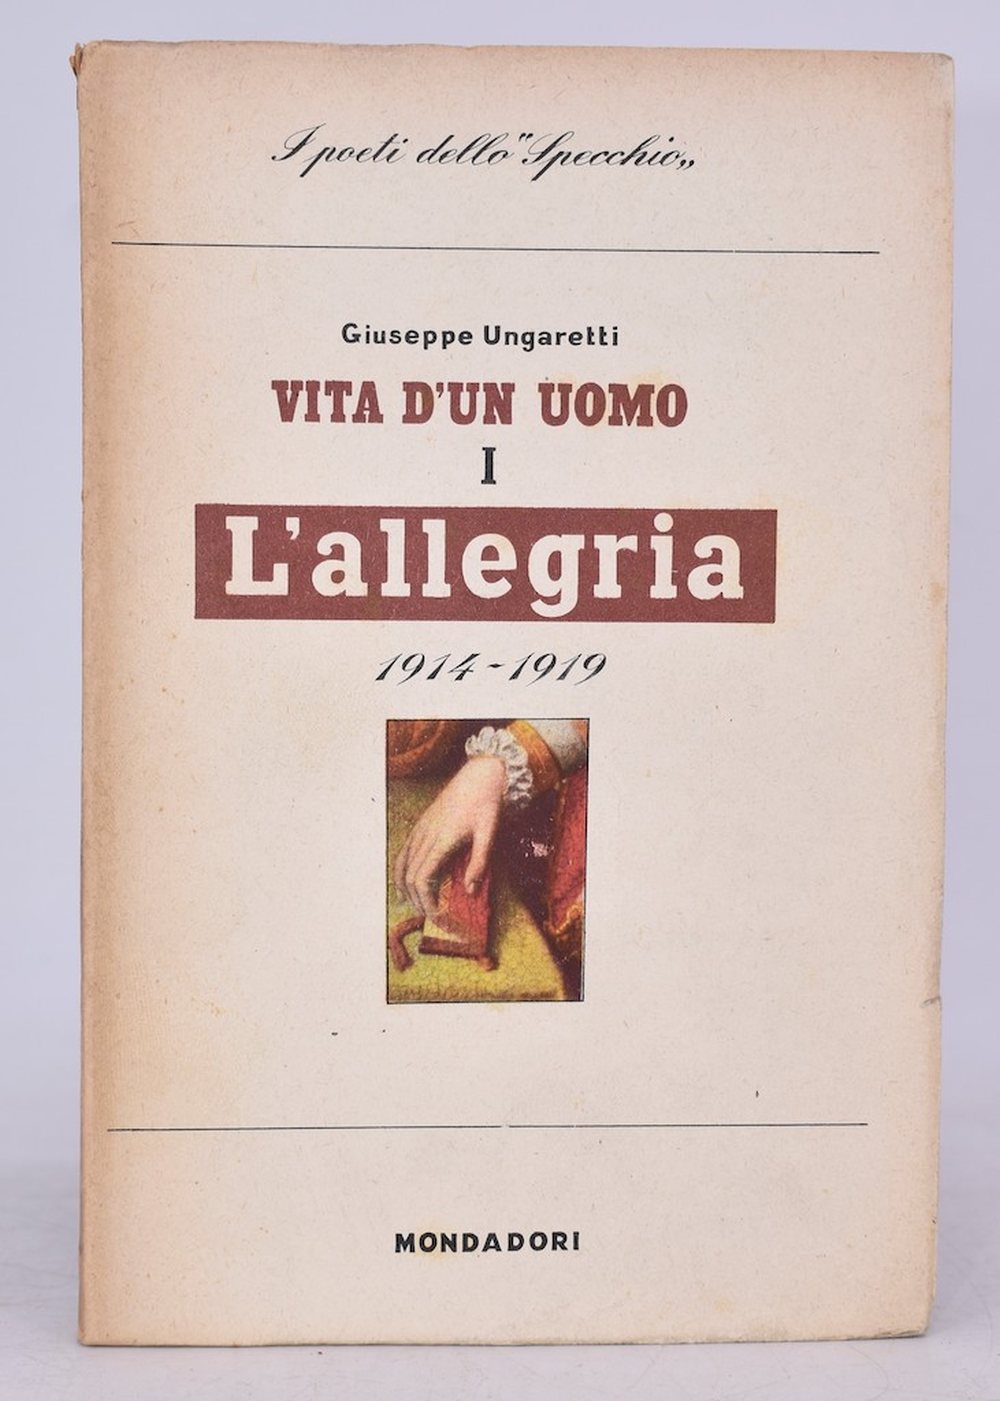 I poeti dello "Specchio„
Giuseppe Ungaretti
VITA D'UN UOMO
I
L'allegria
1914-1919
MONDADORI